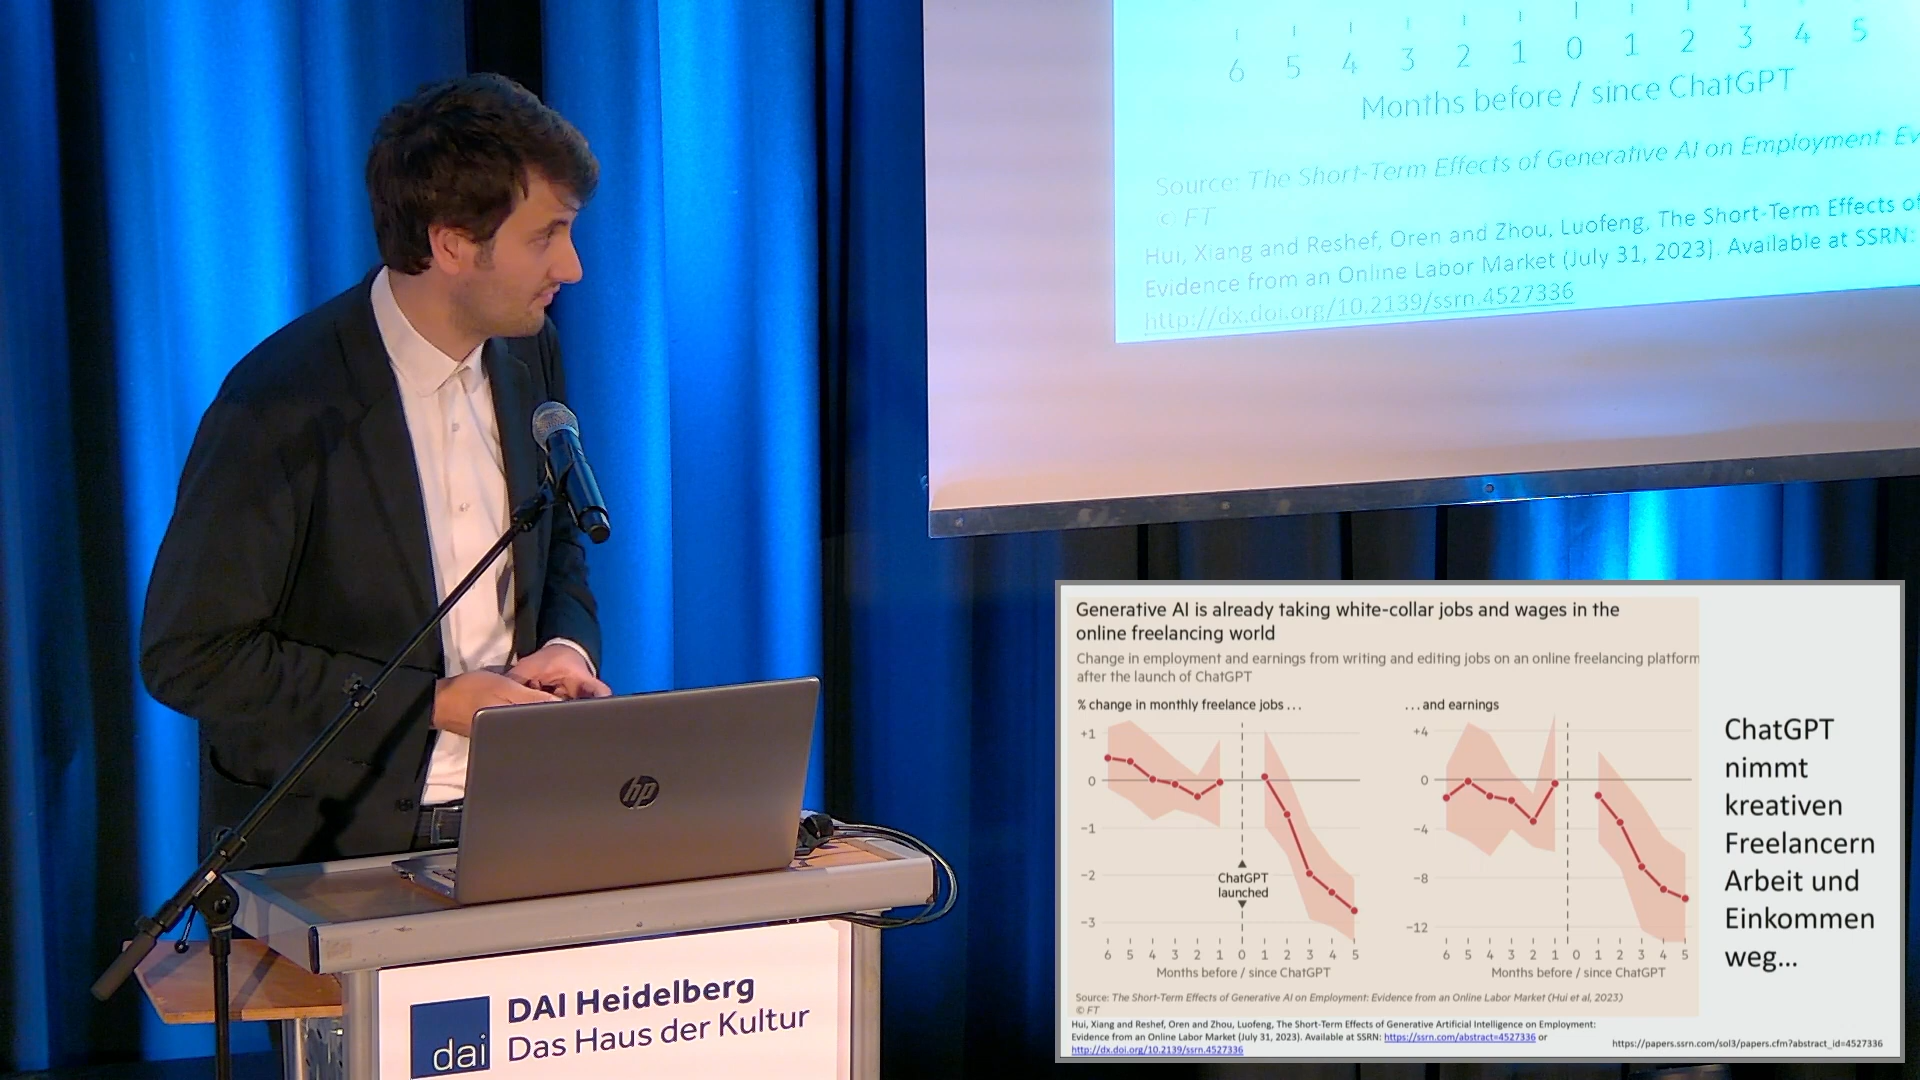 6 5 4 3 2 1 0 1 2 3 4 5
Months before / since ChatGPT
Source: The Short-Term Effects of Generative AI on Employment: Ev
© FT
Hui, Xiang and Reshef, Oren and Zhou, Luofeng, The Short-Term Effects of
Evidence from an Online Labor Market (July 31, 2023). Available at SSRN:
http://dx.doi.org/10.2139/ssrn.4527336
hp
dai
DAI Heidelberg
Das Haus der Kultur
Generative AI is already taking white-collar jobs and wages in the
online freelancing world
Change in employment and earnings from writing and editing jobs on an online freelancing platform
after the launch of ChatGPT
% change in monthly freelance jobs ...
+1
0
−1
−2
−3
ChatGPT
launched
6 5 4 3 2 1 0 1 2 3 4 5
Months before / since ChatGPT
... and earnings
+4
0
−4
−8
−12
6 5 4 3 2 1 0 1 2 3 4 5
Months before / since ChatGPT
Source: The Short-Term Effects of Generative AI on Employment: Evidence from an Online Labor Market (Hui et al, 2023)
© FT
Hui, Xiang and Reshef, Oren and Zhou, Luofeng, The Short-Term Effects of Generative Artificial Intelligence on Employment:
Evidence from an Online Labor Market (July 31, 2023). Available at SSRN: https://ssrn.com/abstract=4527336 or
http://dx.doi.org/10.2139/ssrn.4527336
https://papers.ssrn.com/sol3/papers.cfm?abstract_id=4527336
ChatGPT
nimmt
kreativen
Freelancern
Arbeit und
Einkommen
weg...